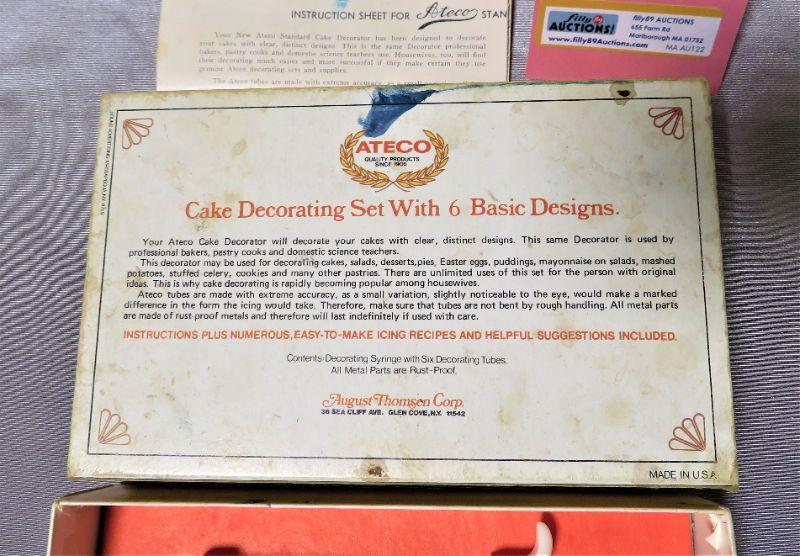 INSTRUCTION SHEET FOR Ateco STAN
Your New Ateco Standard Cake Decorator has been designed to decorate
your cakes with clear, distinct designs. This is the same Decorator professional
bakers, pastry cooks and domestic science teachers use. Housewives, too, will find
their decorating much easier and more successful if they make certain they use
genuine Ateco decorating sets and supplies.
The Ateco tubes are made with extreme accuracy, as a small
filly89
AUCTIONS!
www.filly89Auctions.com
filly89 AUCTIONS
655 Farm Rd
Marlborough MA 01752
MA AU122
ATECO
QUALITY PRODUCTS
SINCE 1905
Cake Decorating Set With 6 Basic Designs.
Your Ateco Cake Decorator will decorate your cakes with clear, distinct designs. This same Decorator is used by
professional bakers, pastry cooks and domestic science teachers.
This decorator may be used for decorating cakes, salads, desserts,pies, Easter eggs, puddings, mayonnaise on salads, mashed
potatoes, stuffed celery, cookies and many other pastries. There are unlimited uses of this set for the person with original
ideas. This is why cake decorating is rapidly becoming popular among housewives.
Ateco tubes are made with extreme accuracy, as a small variation, slightly noticeable to the eye, would make a marked
difference in the form the icing would take. Therefore, make sure that tubes are not bent by rough handling. All metal parts
are made of rust-proof metals and therefore will last indefinitely if used with care.
INSTRUCTIONS PLUS NUMEROUS,EASY-TO-MAKE ICING RECIPES AND HELPFUL SUGGESTIONS INCLUDED.
Contents:Decorating Syringe with Six Decorating Tubes.
All Metal Parts are Rust-Proof.
August Thomsen Corp.
36 SEA CLIFF AVE. GLEN COVE,N.Y. 11542
MADE IN U.S.A.